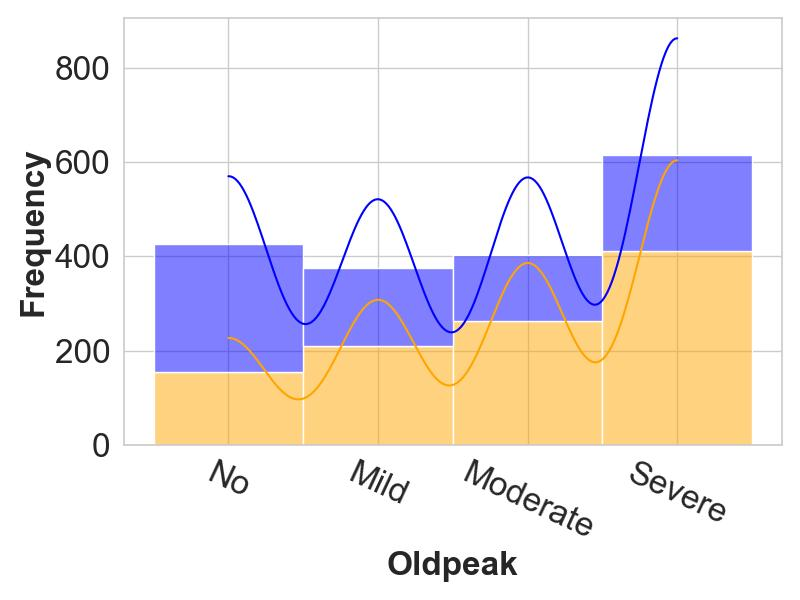 800
600
400
200
0
Frequency
No
Mild
Moderate
Severe
Oldpeak